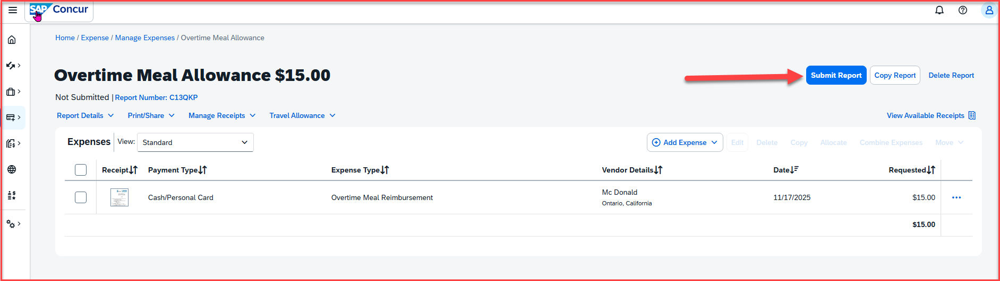 SAP Concur
Home / Expense / Manage Expenses / Overtime Meal Allowance
Overtime Meal Allowance $15.00
Submit Report
Copy Report
Delete Report
Not Submitted | Report Number: C13QKP
Report Details
Print/Share
Manage Receipts
Travel Allowance
View Available Receipts
Expenses
View:
Standard
Add Expense
Edit
Delete
Copy
Allocate
Combine Expenses
Move
Receipt
Payment Type
Expense Type
Vendor Details
Date
Requested
Cash/Personal Card
Overtime Meal Reimbursement
Mc Donald
Ontario, California
11/17/2025
$15.00
$15.00